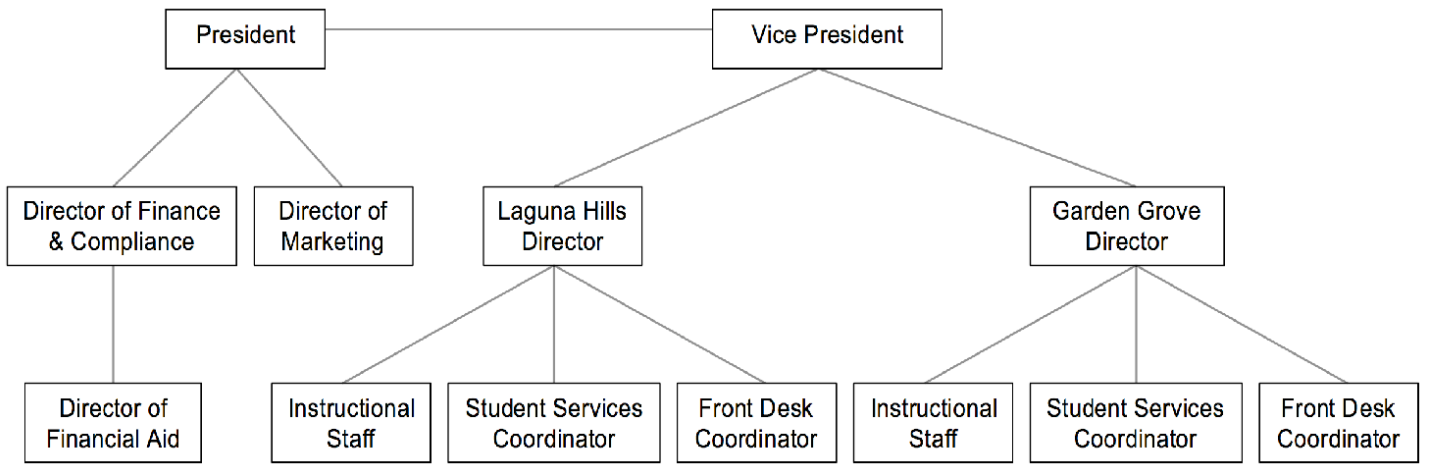 President
Vice President
Director of Finance
& Compliance
Director of
Marketing
Laguna Hills
Director
Garden Grove
Director
Director of
Financial Aid
Instructional
Staff
Student Services
Coordinator
Front Desk
Coordinator
Instructional
Staff
Student Services
Coordinator
Front Desk
Coordinator